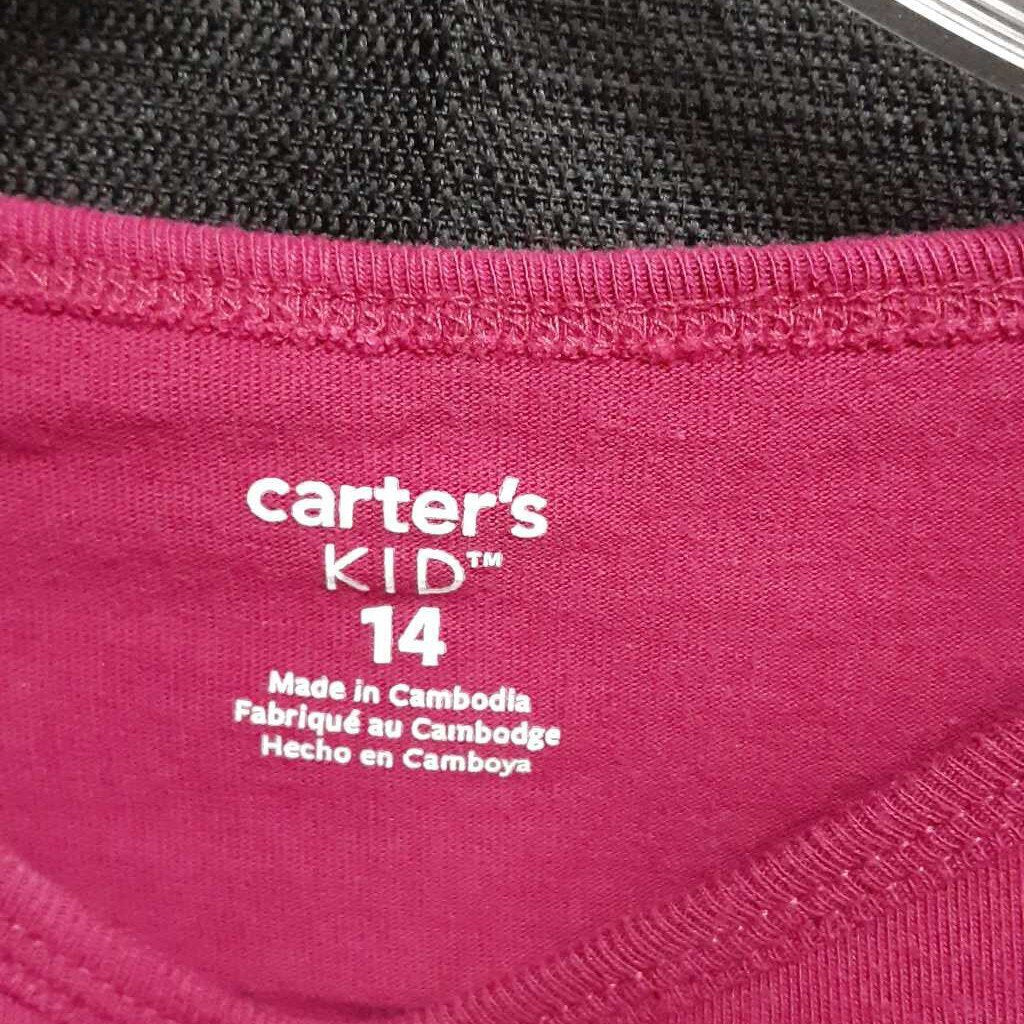 carter's
KID™
14
Made in Cambodia
Fabriqué au Cambodge
Hecho en Camboya